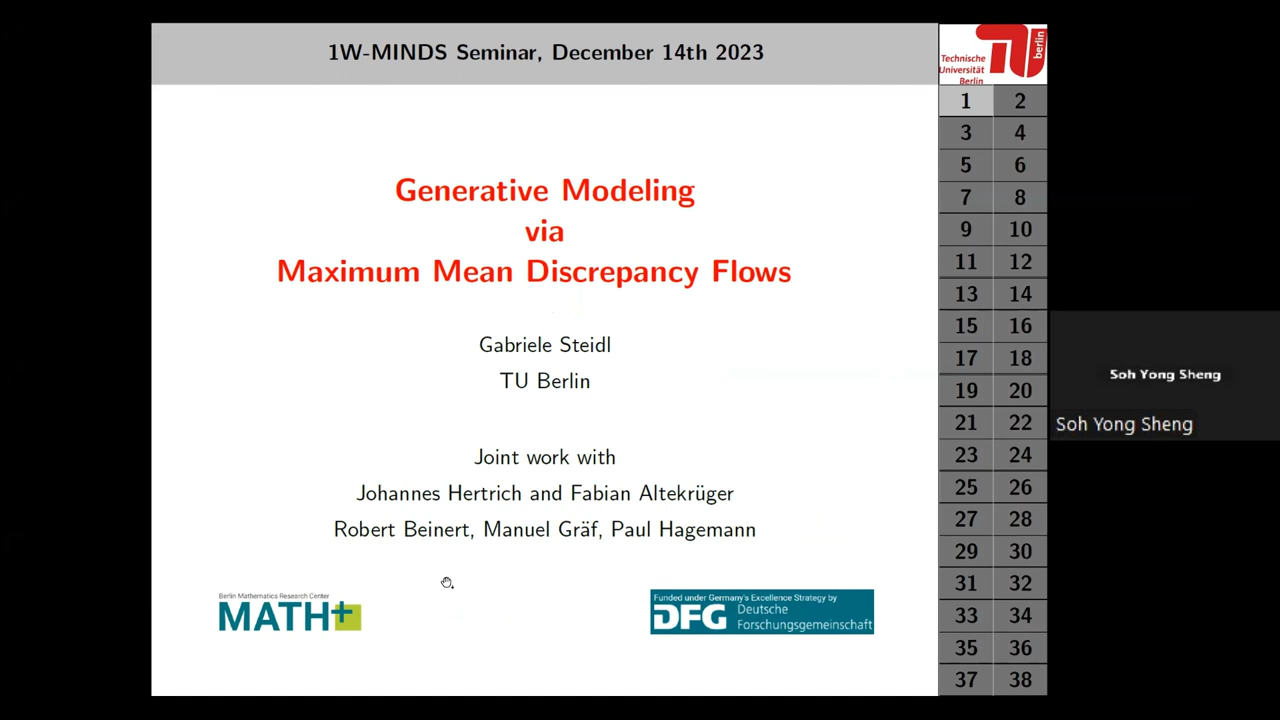 1W-MINDS Seminar, December 14th 2023
Technische
Universität
Berlin
berlin
Generative Modeling
via
Maximum Mean Discrepancy Flows
Gabriele Steidl
TU Berlin
Joint work with
Johannes Hertrich and Fabian Altekrüger
Robert Beinert, Manuel Gräf, Paul Hagemann
Berlin Mathematics Research Center
MATH+
Funded under Germany's Excellence Strategy by
DFG Deutsche
Forschungsgemeinschaft
1 2
3 4
5 6
7 8
9 10
11 12
13 14
15 16
17 18
19 20
21 22
23 24
25 26
27 28
29 30
31 32
33 34
35 36
37 38
Soh Yong Sheng
Soh Yong Sheng